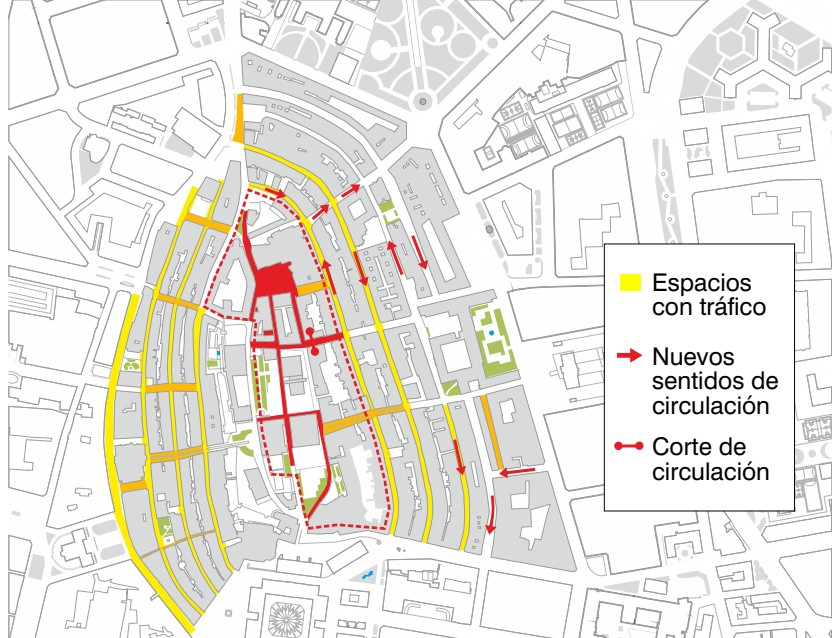 Espacios
con tráfico
Nuevos
sentidos de
circulación
Corte de
circulación